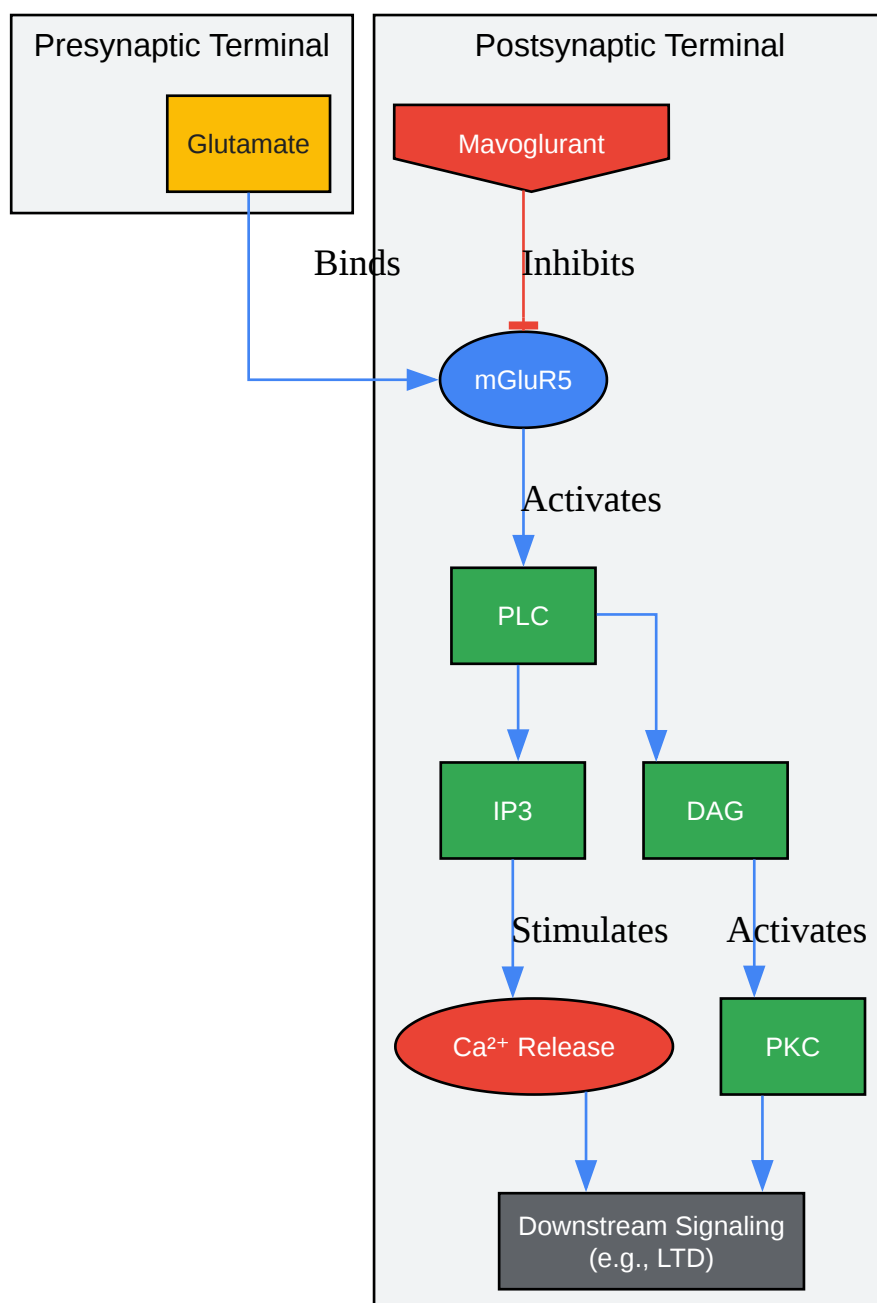 Presynaptic Terminal
Postsynaptic Terminal
Glutamate
Mavoglurant
Binds
Inhibits
mGluR5
Activates
PLC
IP3
DAG
Stimulates
Activates
Ca²⁺ Release
PKC
Downstream Signaling
(e.g., LTD)